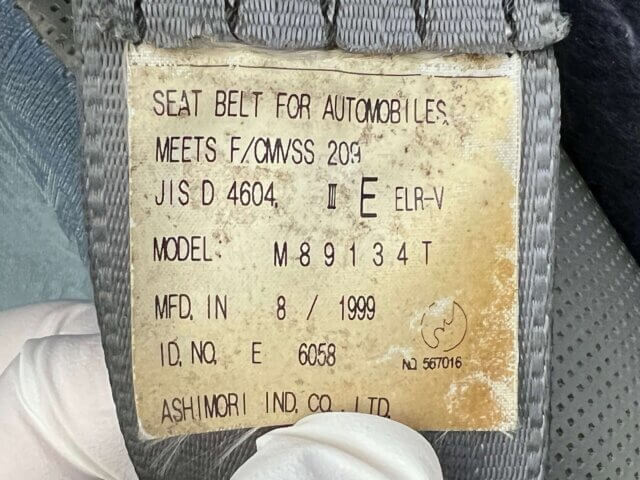 SEAT BELT FOR AUTOMOBILES
MEETS F/CMVSS 209
JIS D 4604, Ⅲ E ELR-V
MODEL: M89134T
MFD. IN 8 / 1999
ID. NO. E 6058
NO. 567016
ASHIMORI IND. CO., LTD.